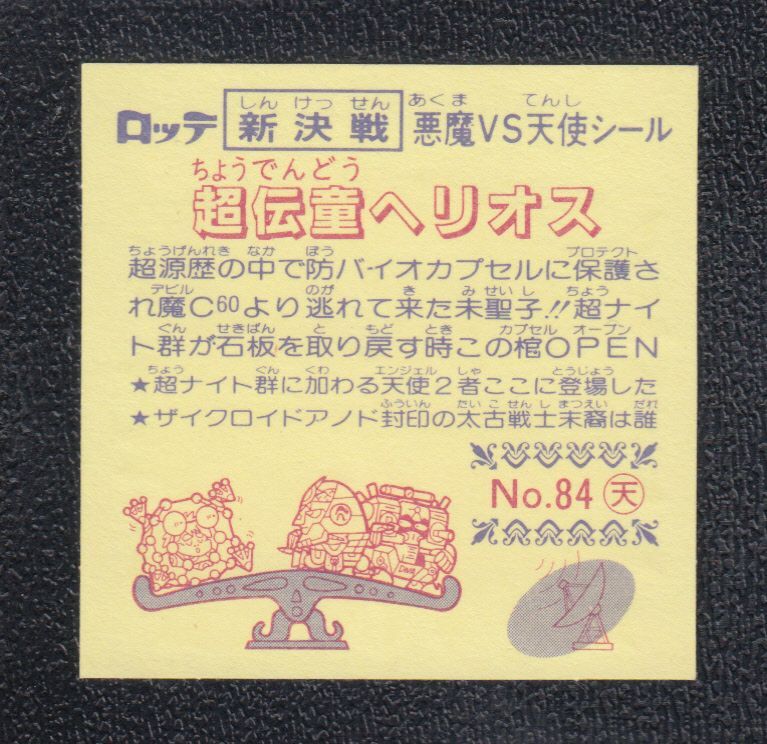 ロッテ 新決戦 悪魔VS天使シール
しんけっせん あくま てんし
ちょうでんどう
超伝童ヘリオス
ちょうげんれき なか ぼう プロテクト
超源歴の中で防バイオカプセルに保護さ
デビル のが き みせいし ちょう
れ魔C60より逃れて来た未聖子!!超ナイ
ぐん せきばん と もど とき カプセル オープン
ト群が石板を取り戻す時この棺OPEN
ちょう ぐん くわ エンジェル しゃ とうじょう
★超ナイト群に加わる天使2者ここに登場した
ふういん たいこせんしまつえい だれ
★ザイクロイドアノド封印の太古戦士末裔は誰
No.84 天